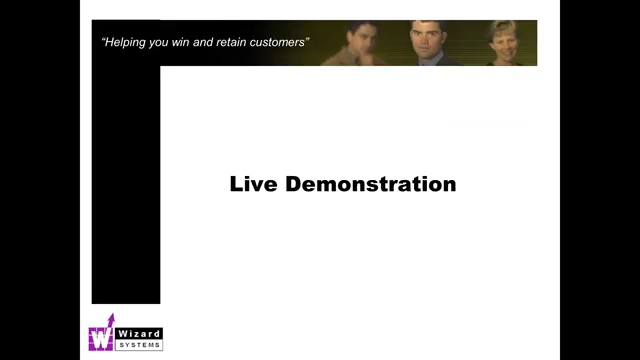 “Helping you win and retain customers”
Live Demonstration
W Wizard
SYSTEMS